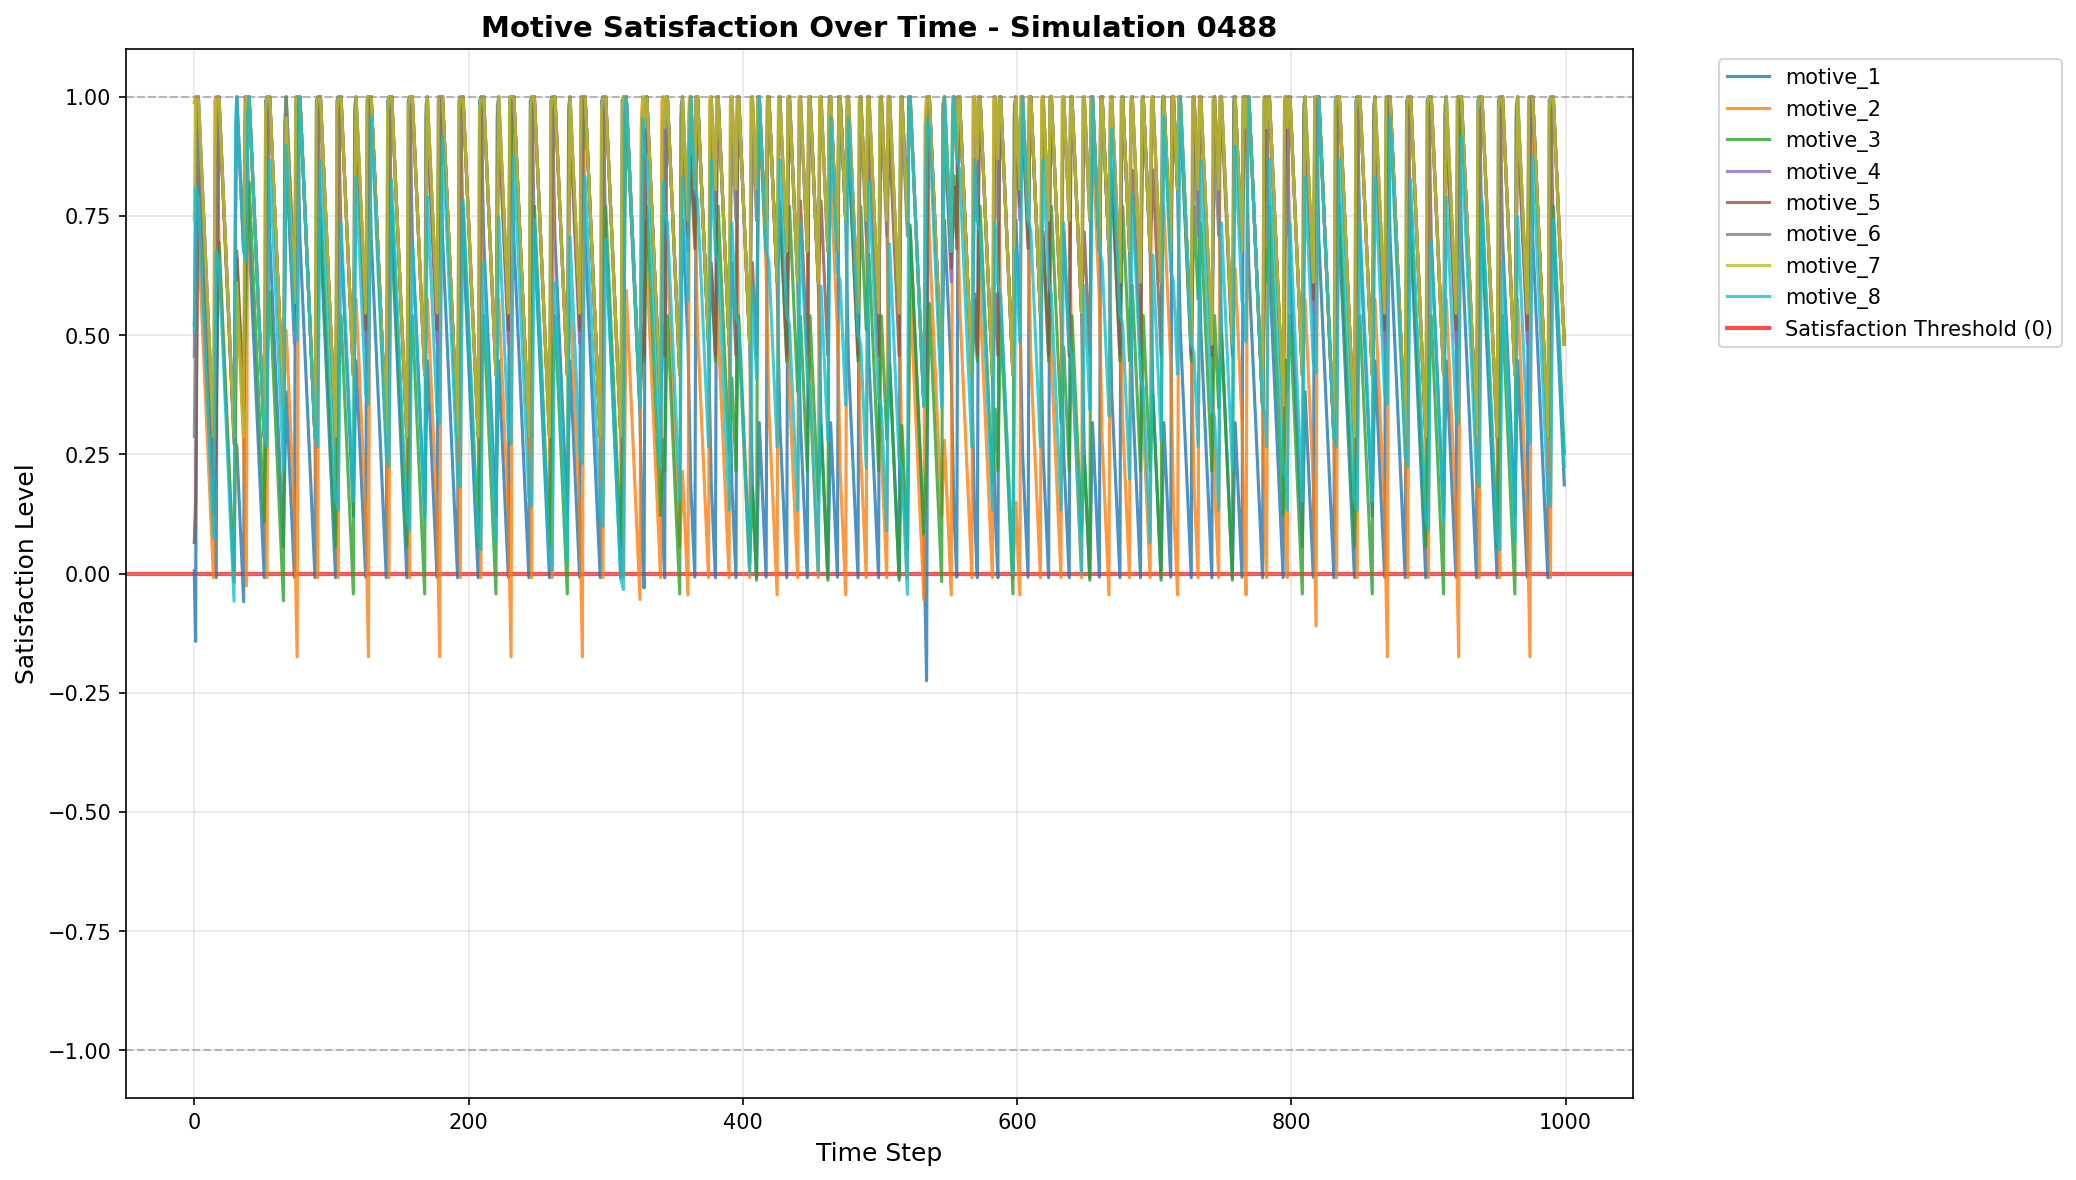 Motive Satisfaction Over Time - Simulation 0488
Satisfaction Level
1.00
0.75
0.50
0.25
0.00
−0.25
−0.50
−0.75
−1.00
0
200
400
600
800
1000
Time Step
motive_1
motive_2
motive_3
motive_4
motive_5
motive_6
motive_7
motive_8
Satisfaction Threshold (0)